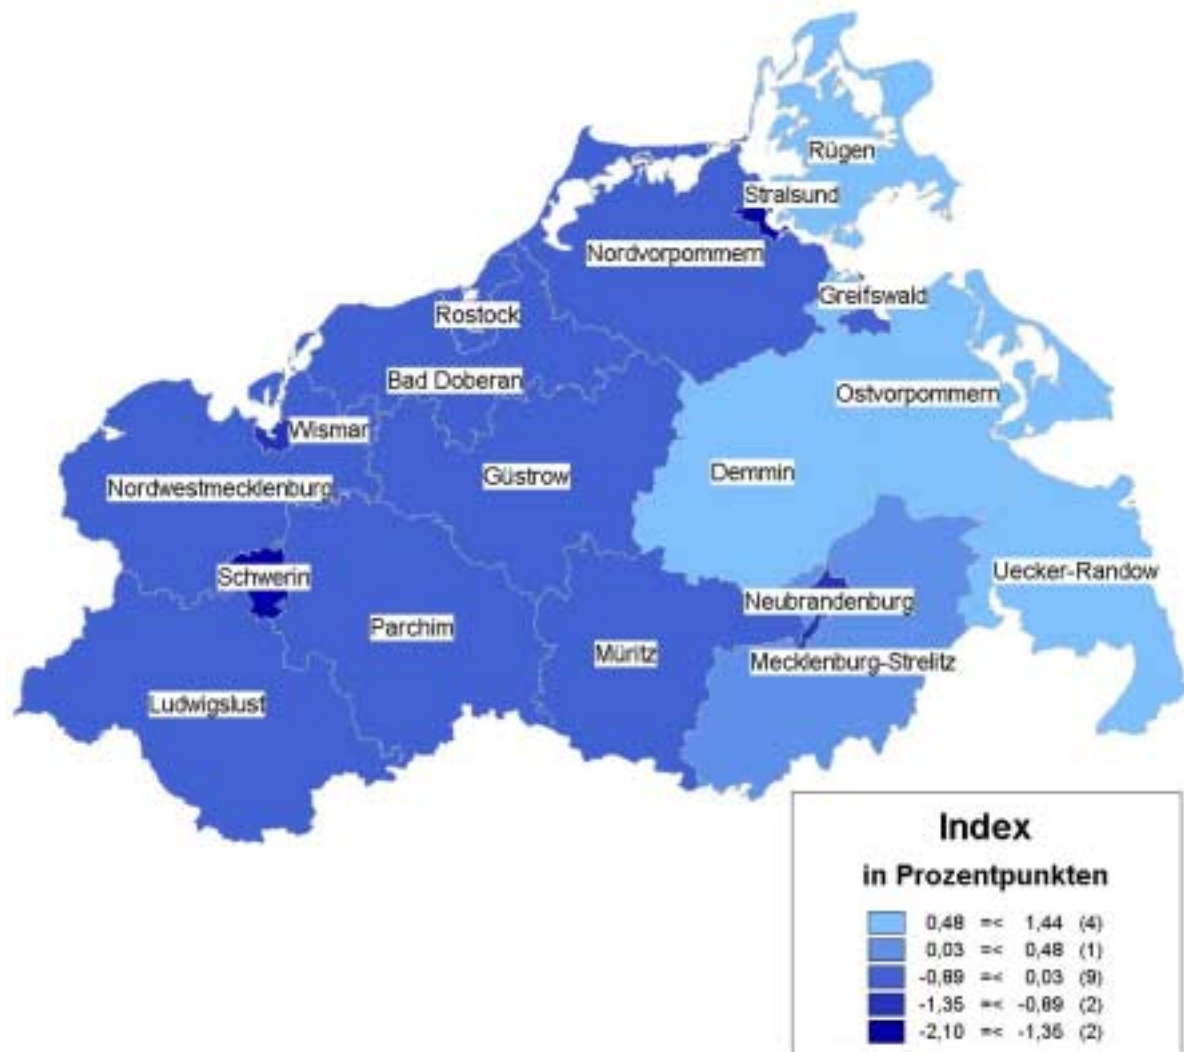 Rügen
Stralsund
Nordvorpommern
Greifswald
Rostock
Bad Doberan
Ostvorpommern
Wismar
Güstrow
Demmin
Nordwestmecklenburg
Schwerin
Uecker-Randow
Neubrandenburg
Parchim
Müritz
Mecklenburg-Strelitz
Ludwigslust
Index
in Prozentpunkten
0,48 =< 1,44 (4)
0,03 =< 0,48 (1)
-0,89 =< 0,03 (9)
-1,35 =< -0,89 (2)
-2,10 =< -1,35 (2)